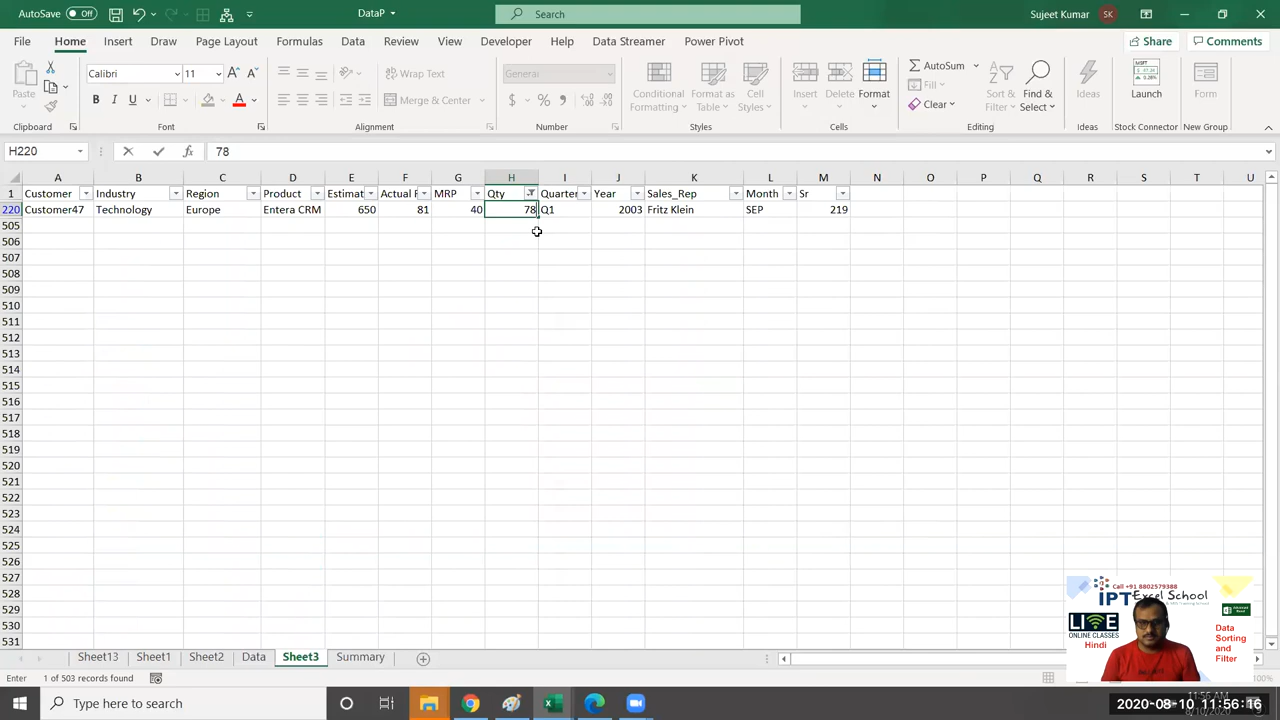 AutoSave Off DataP Search Sujeet Kumar SK
File Home Insert Draw Page Layout Formulas Data Review View Developer Help Data Streamer Power Pivot Share Comments
Paste Calibri 11 Wrap Text General Conditional Format as Cell Insert Delete Format AutoSum Sort & Find & Ideas Launch Form
Merge & Center Formatting Table Styles Fill Clear Filter Select
Clipboard Font Alignment Number Styles Cells Editing Ideas Stock Connector New Group
H220 fx 78
A B C D E F G H I J K L M N O P Q R S T U
1 Customer Industry Region Product Estimat Actual MRP Qty Quarter Year Sales_Rep Month Sr
220 Customer47 Technology Europe Entera CRM 650 81 40 78 Q1 2003 Fritz Klein SEP 219
505
506
507
508
509
510
511
512
513
514
515
516
517
518
519
520
521
522
523
524
525
526
527
528
529
530
531
Call +91 8802579388
IPT Excel School
LIVE
ONLINE CLASSES
Hindi
Data
Sorting
and
Filter
Sheet13 Sheet1 Sheet2 Data Sheet3 Summary
Enter 1 of 503 records found 100%
Type here to search
11:56 AM
2020-08-10 11:56:16